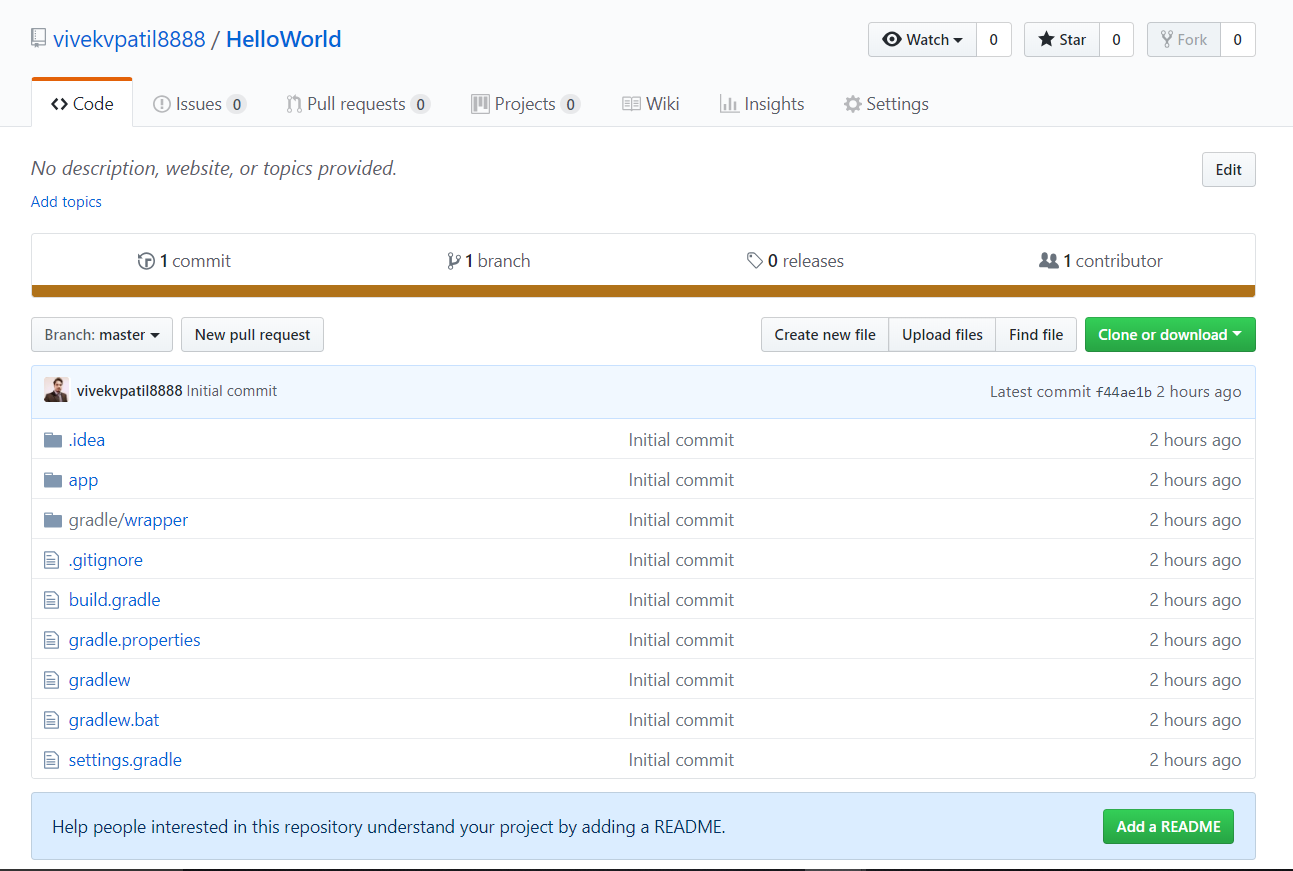 vivekvpatil8888 / HelloWorld
Watch 0 Star 0 Fork 0
Code Issues 0 Pull requests 0 Projects 0 Wiki Insights Settings
No description, website, or topics provided. Edit
Add topics
1 commit 1 branch 0 releases 1 contributor
Branch: master New pull request Create new file Upload files Find file Clone or download
vivekvpatil8888 Initial commit Latest commit f44ae1b 2 hours ago
.idea Initial commit 2 hours ago
app Initial commit 2 hours ago
gradle/wrapper Initial commit 2 hours ago
.gitignore Initial commit 2 hours ago
build.gradle Initial commit 2 hours ago
gradle.properties Initial commit 2 hours ago
gradlew Initial commit 2 hours ago
gradlew.bat Initial commit 2 hours ago
settings.gradle Initial commit 2 hours ago
Help people interested in this repository understand your project by adding a README. Add a README